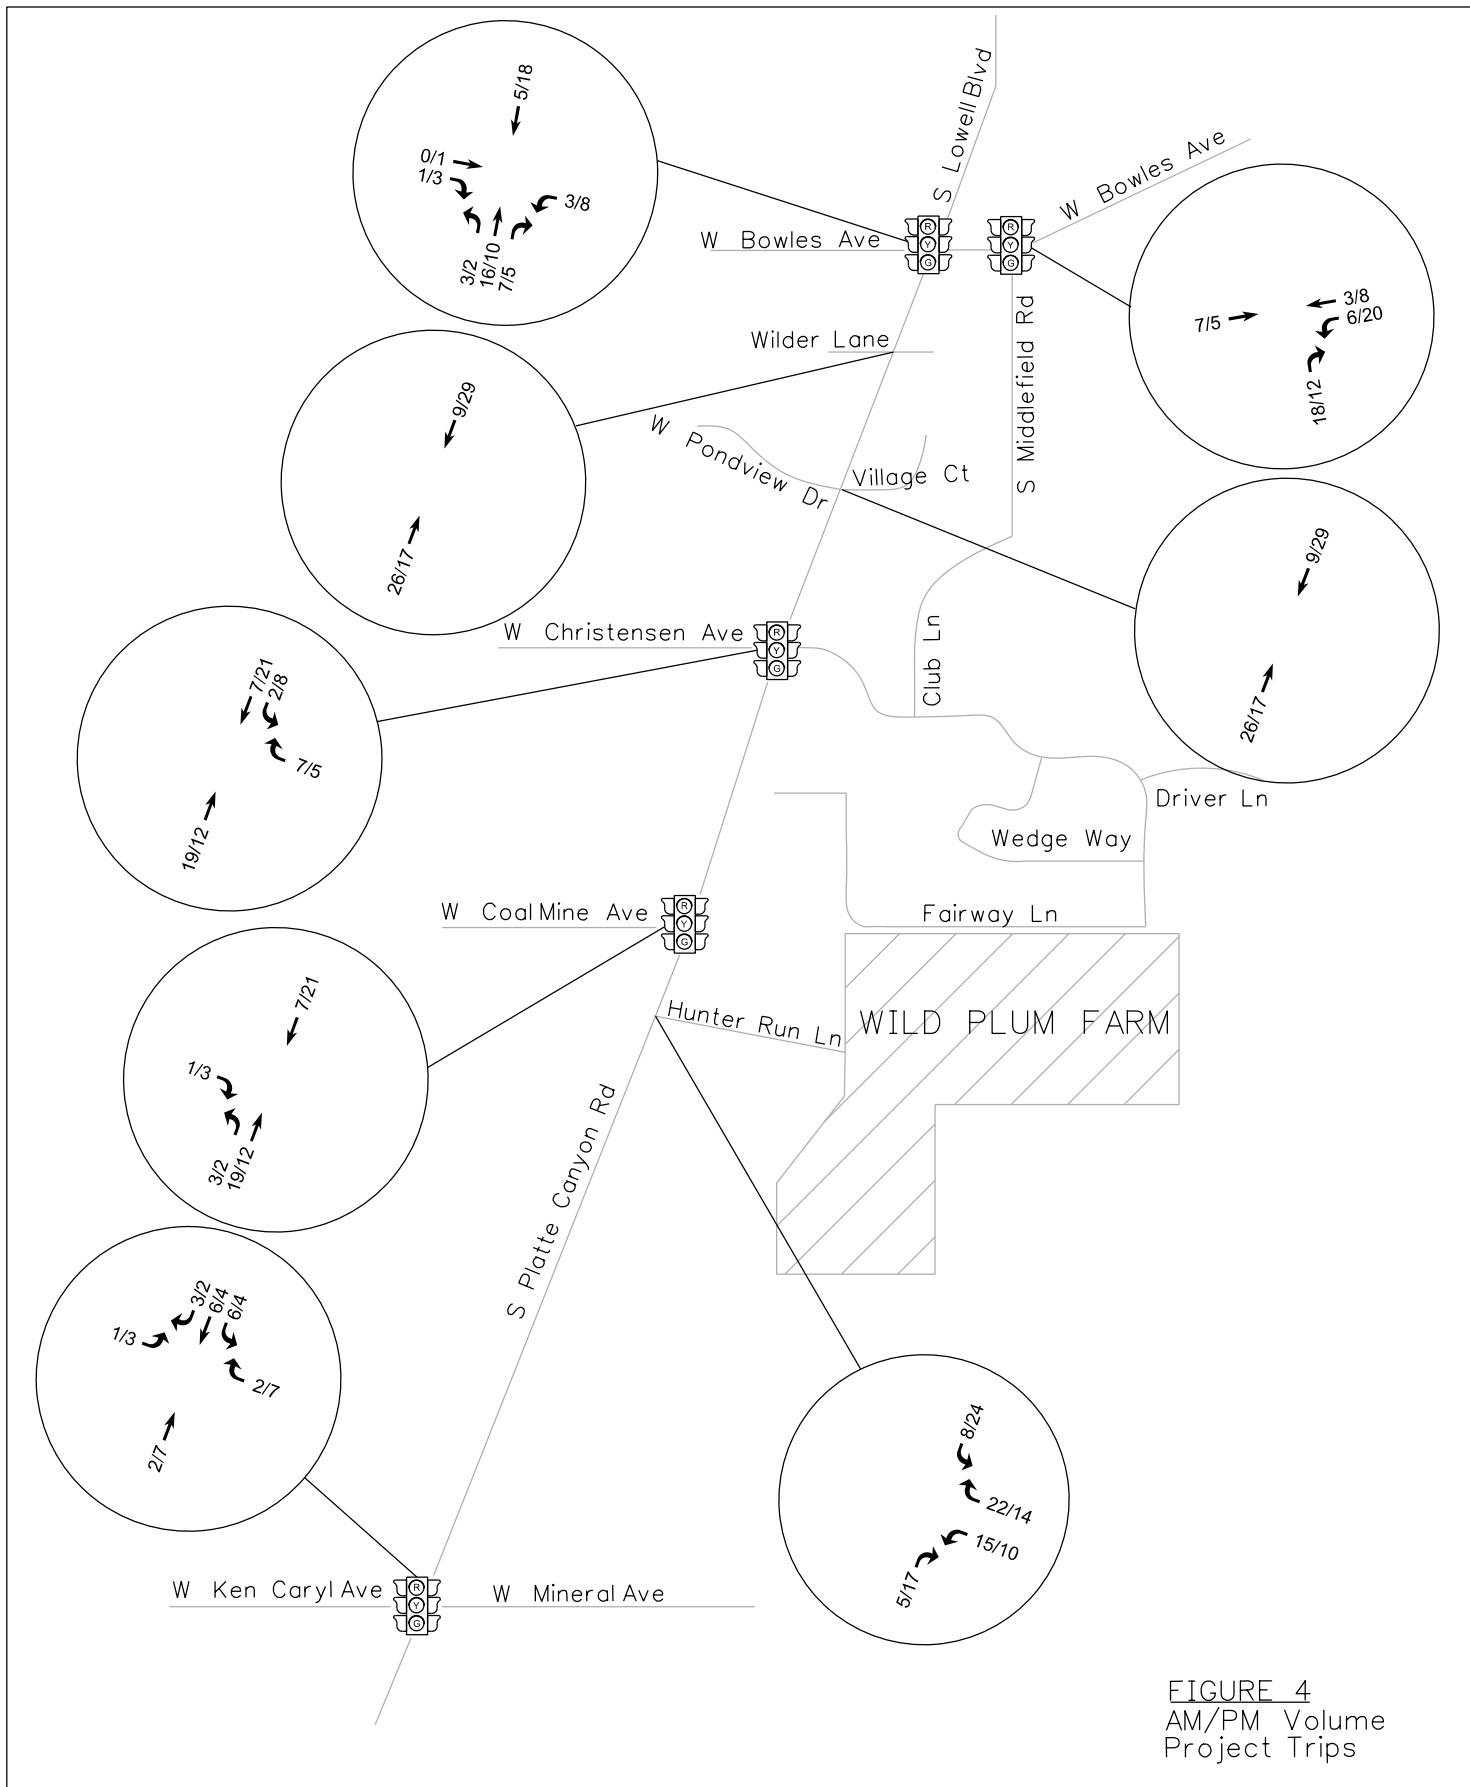 S Lowell Blvd
W Bowles Ave
W Bowles Ave
R
Y
G
R
Y
G
5/18
0/1
1/3
3/8
3/2
16/10
7/5
7/5
3/8
6/20
18/12
Wilder Lane
S Middlefield Rd
9/29
26/17
W Pondview Dr
Village Ct
9/29
26/17
W Christensen Ave
R
Y
G
Club Ln
7/21
2/8
7/5
19/12
Driver Ln
Wedge Way
W Coal Mine Ave
R
Y
G
Fairway Ln
7/21
1/3
3/2
19/12
Hunter Run Ln
WILD PLUM FARM
S Platte Canyon Rd
3/2
6/4
6/4
1/3
2/7
2/7
8/24
22/14
15/10
5/17
W Ken Caryl Ave
R
Y
G
W Mineral Ave
FIGURE 4
AM/PM Volume
Project Trips